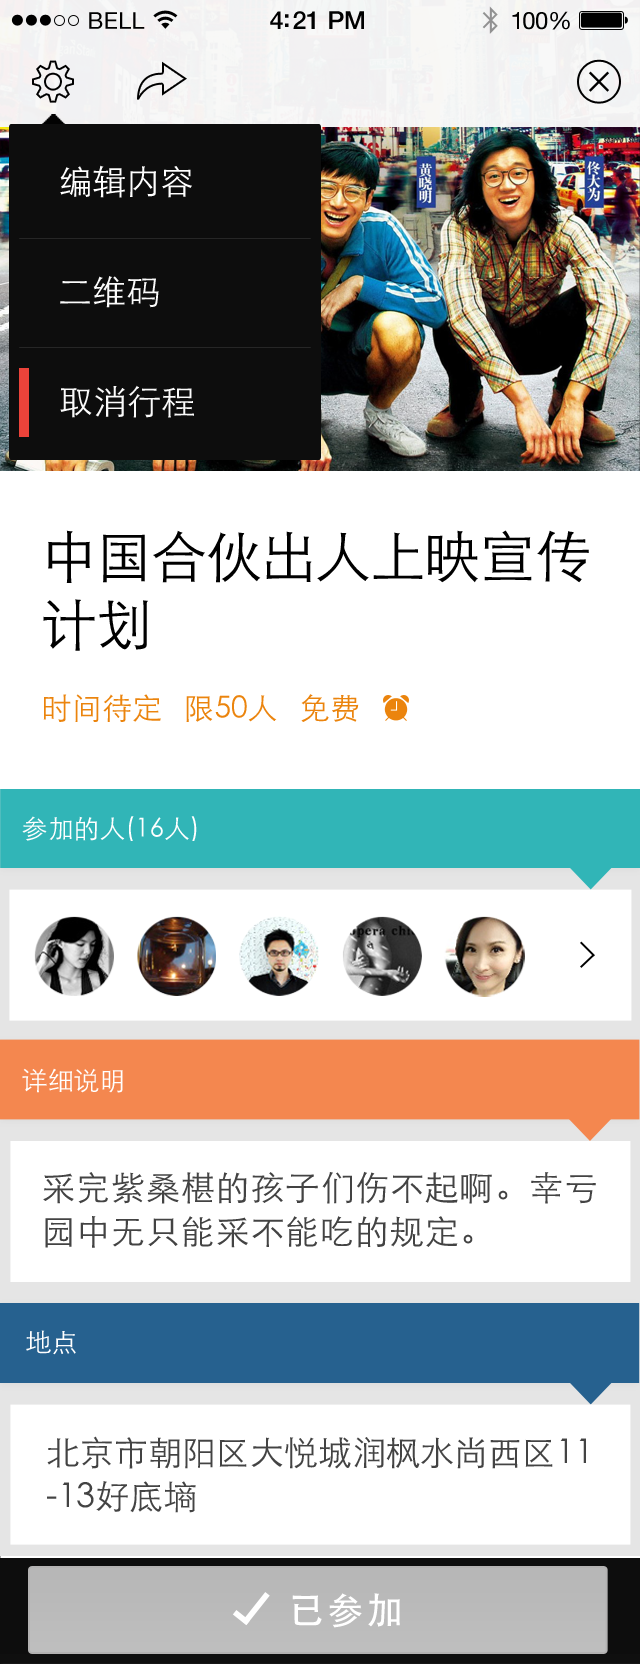 BELL 4:21 PM 100%
编辑内容
二维码
取消行程
黄晓明
佟大为
中国合伙出人上映宣传
计划
时间待定 限50人 免费
参加的人(16人)
opera chi
详细说明
采完紫桑椹的孩子们伤不起啊。幸亏
园中无只能采不能吃的规定。
地点
北京市朝阳区大悦城润枫水尚西区11
-13好底墒
已参加